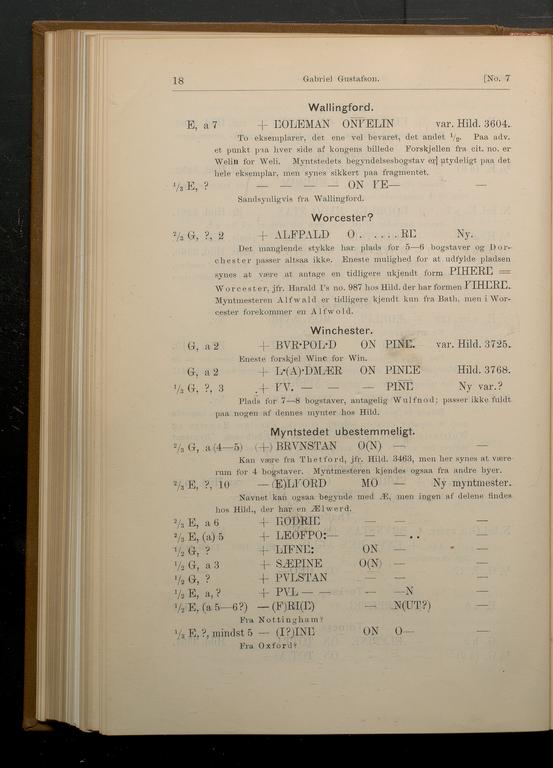 18 Gabriel Gustafson. [No. 7
Wallingford.
E, a 7 + EOLEMAN ONǷELIN var. Hild. 3604.
To eksemplarer, det ene vel bevaret, det andet 1/2. Paa adv.
et punkt paa hver side af kongens billede Forskjellen fra cit. no. er
Welin for Weli. Myntstedets begyndelsesbogstav er utydeligt paa det
hele eksemplar, men synes sikkert paa fragmentet.
1/3 E, ? — — — — ON ǷE— —
Sandsynligvis fra Wallingford.
Worcester?
2/3 G, ?, 2 + ALFPALD O . . . . . RE Ny.
Det manglende stykke har plads for 5—6 bogstaver og Dor-
chester passer altsaa ikke. Eneste mulighed for at udfylde pladsen
synes at være at antage en tidligere ukjendt form PIHERE =
Worcester, jfr. Harald I's no. 987 hos Hild. der har formen ǷIHERE.
Myntmesteren Alfwald er tidligere kjendt kun fra Bath, men i Wor-
cester forekommer en Alfwold.
Winchester.
G, a 2 + BVR·POL·D ON PINE. var. Hild. 3725.
Eneste forskjel Winc for Win.
G, a 2 + L·(A)·DMÆR ON PINEE Hild. 3768.
1/2 G, ?, 3 .+ ǷV. — — — PINE Ny var.?
Plads for 7—8 bogstaver, antagelig Wulfnod; passer ikke fuldt
paa nogen af dennes mynter hos Hild.
Myntstedet ubestemmeligt.
2/3 G, a (4—5) (+) BRVNSTAN O(N) — —
Kan være fra Thetford, jfr. Hild. 3463, men her synes at være
rum for 4 bogstaver. Myntmesteren kjendes ogsaa fra andre byer.
2/3 E, ?, 10 — (E)LFORD MO — Ny myntmester.
Navnet kan ogsaa begynde med Æ, men ingen af delene findes
hos Hild., der har en Ælwerd.
2/3 E, a 6 + EODRIE — — —
2/3 E, (a) 5 + LEOFPO:— — —.. —
1/2 G, ? + LIFNE: ON — —
1/2 G, a 3 + SÆPINE O(N) — —
1/2 G, ? + PVLSTAN — — —
1/2 E, a, ? + PVL — — — —N —
1/2 E, (a 5—6?) — (F)RI(E) — .N(UT?) —
Fra Nottingham?
1/3 E, ?, mindst 5 — (I?)INE ON O— —
Fra Oxford?